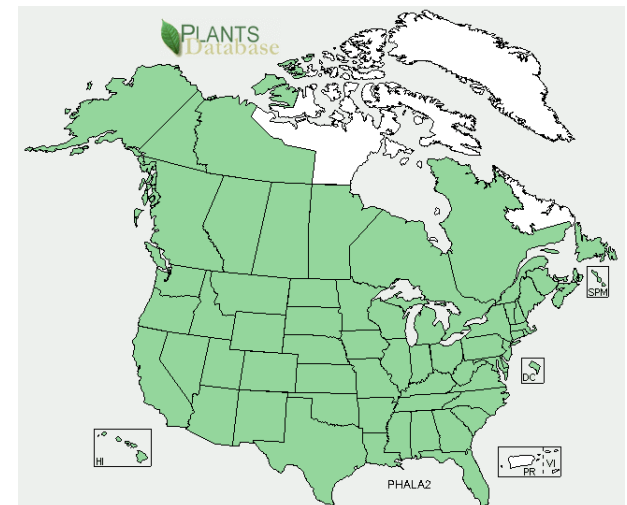 PLANTS
Database
SPM
DC
HI
PR
VI
PHALA2